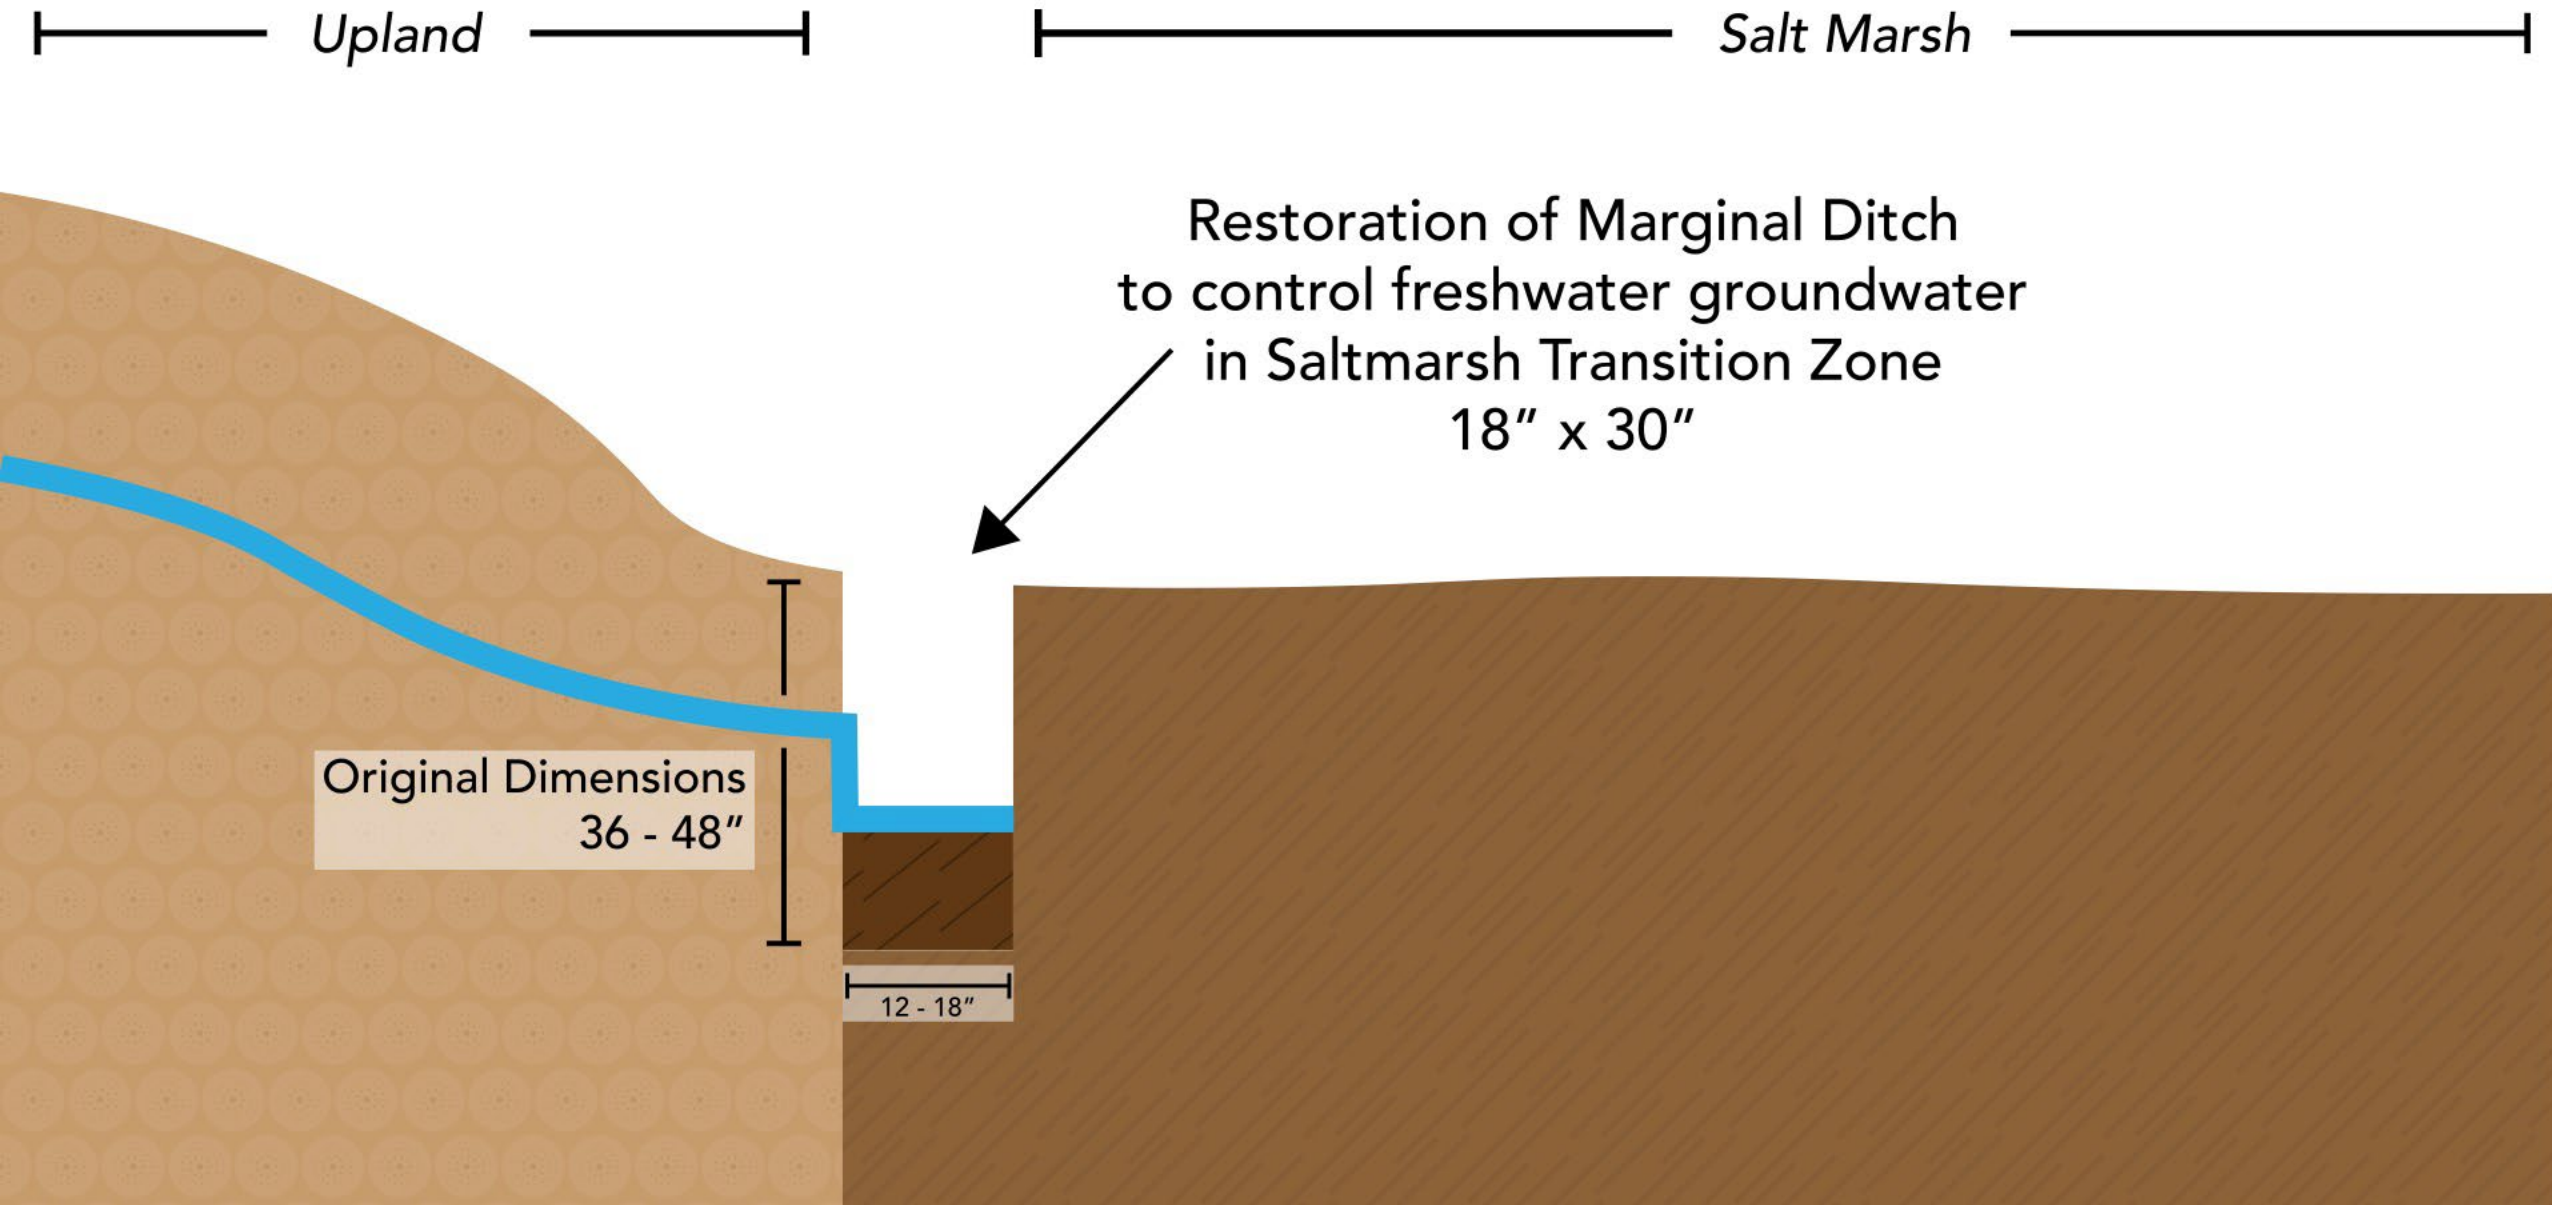 Upland
Salt Marsh
Restoration of Marginal Ditch
to control freshwater groundwater
in Saltmarsh Transition Zone
18” x 30”
Original Dimensions
36 - 48”
12 - 18”